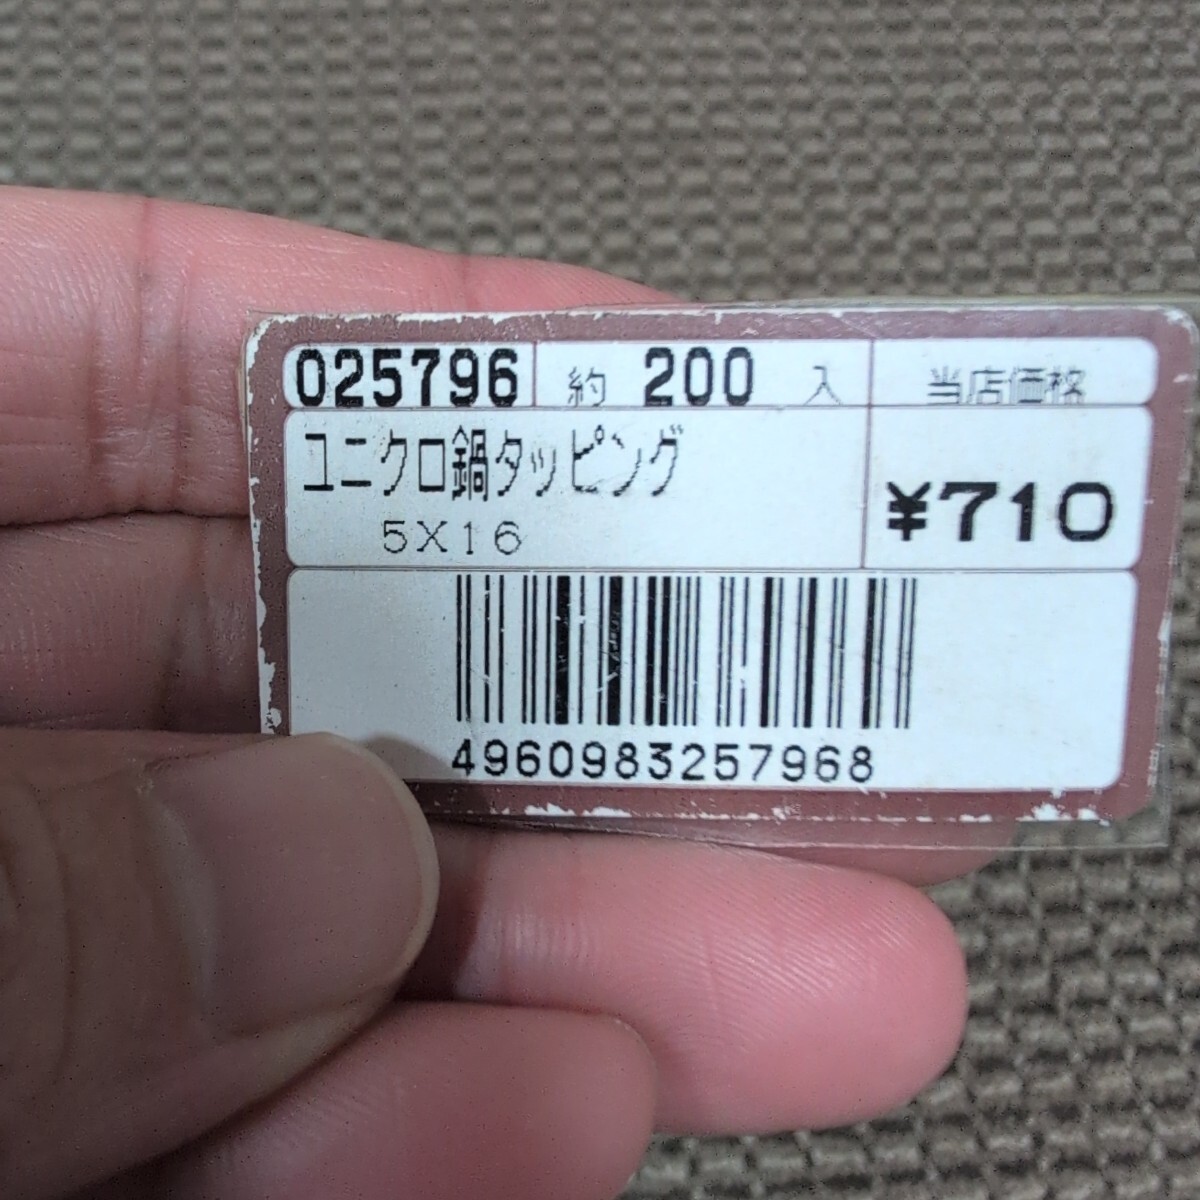 025796 約 200 入 当店価格
ユニクロ鍋タッピング
5X16
¥710
4960983257968